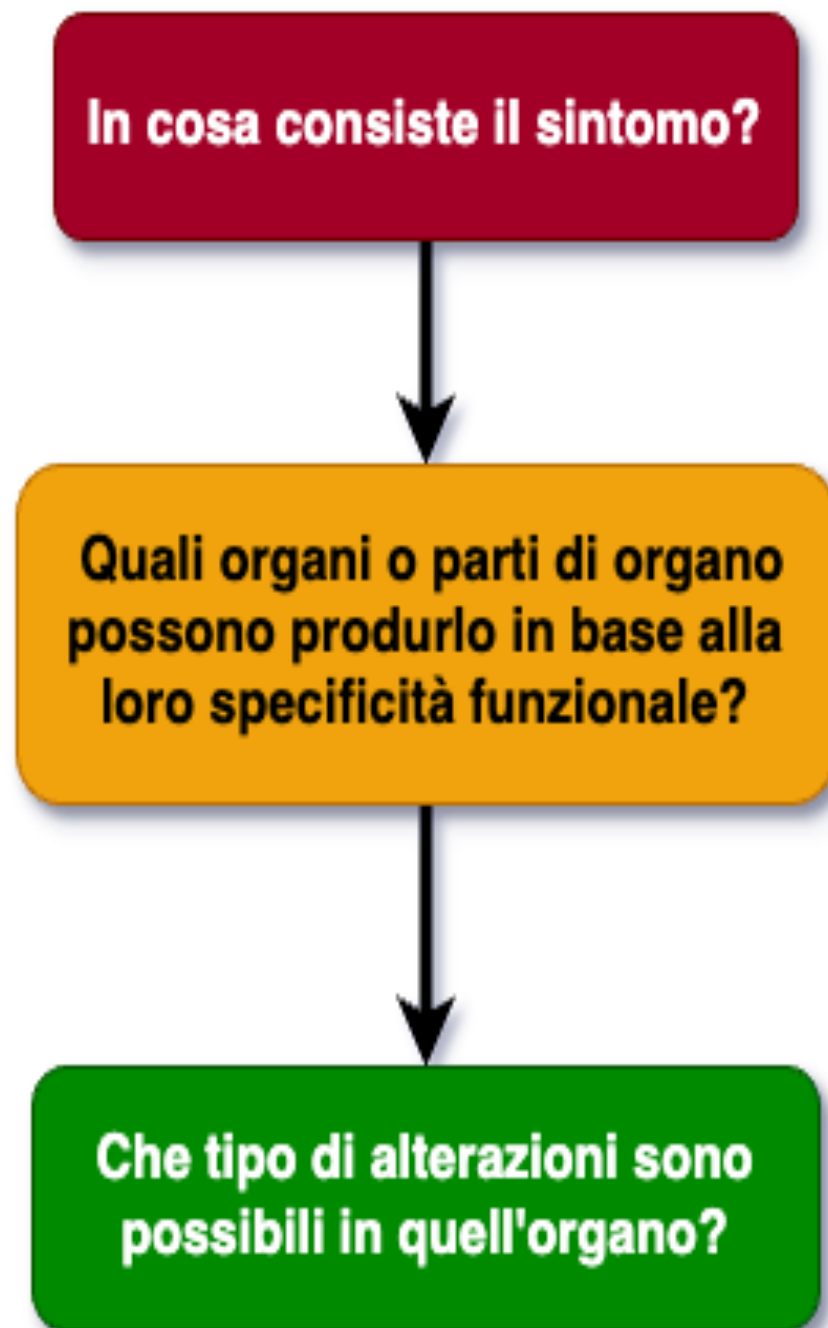 In cosa consiste il sintomo?
Quali organi o parti di organo
possono produrlo in base alla
loro specificità funzionale?
Che tipo di alterazioni sono
possibili in quell'organo?